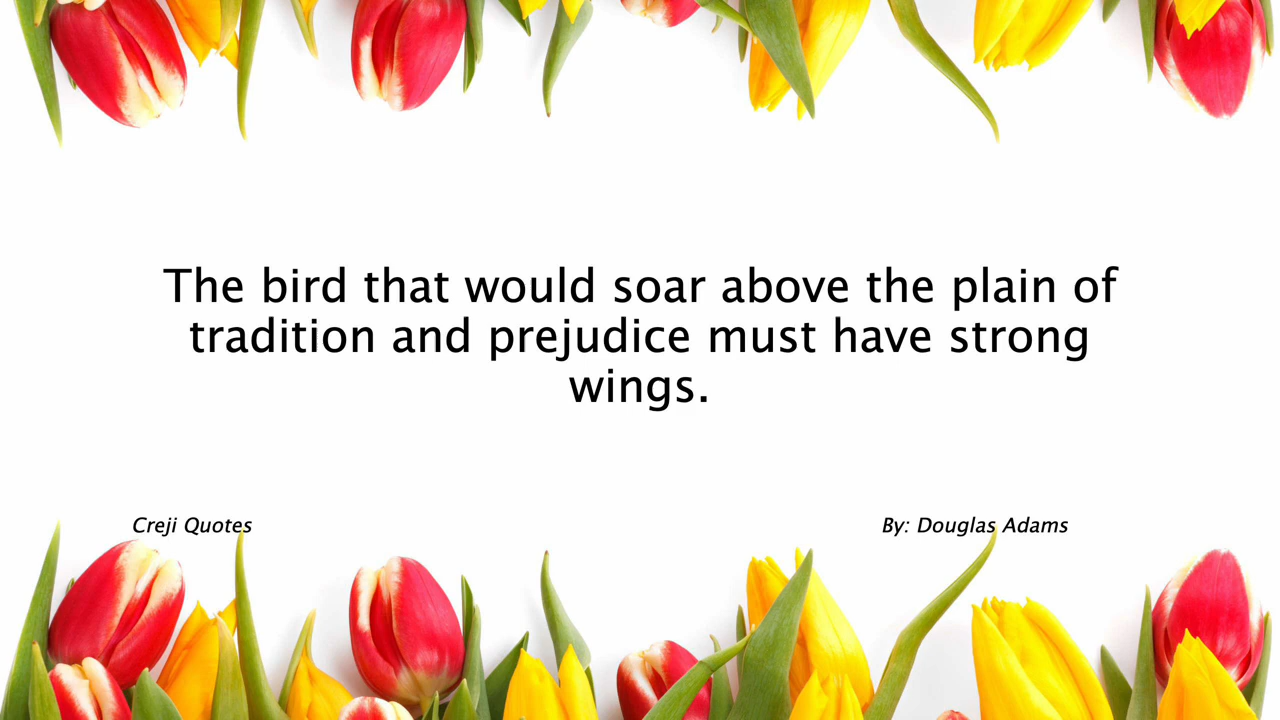 The bird that would soar above the plain of
tradition and prejudice must have strong
wings.
Creji Quotes
By: Douglas Adams